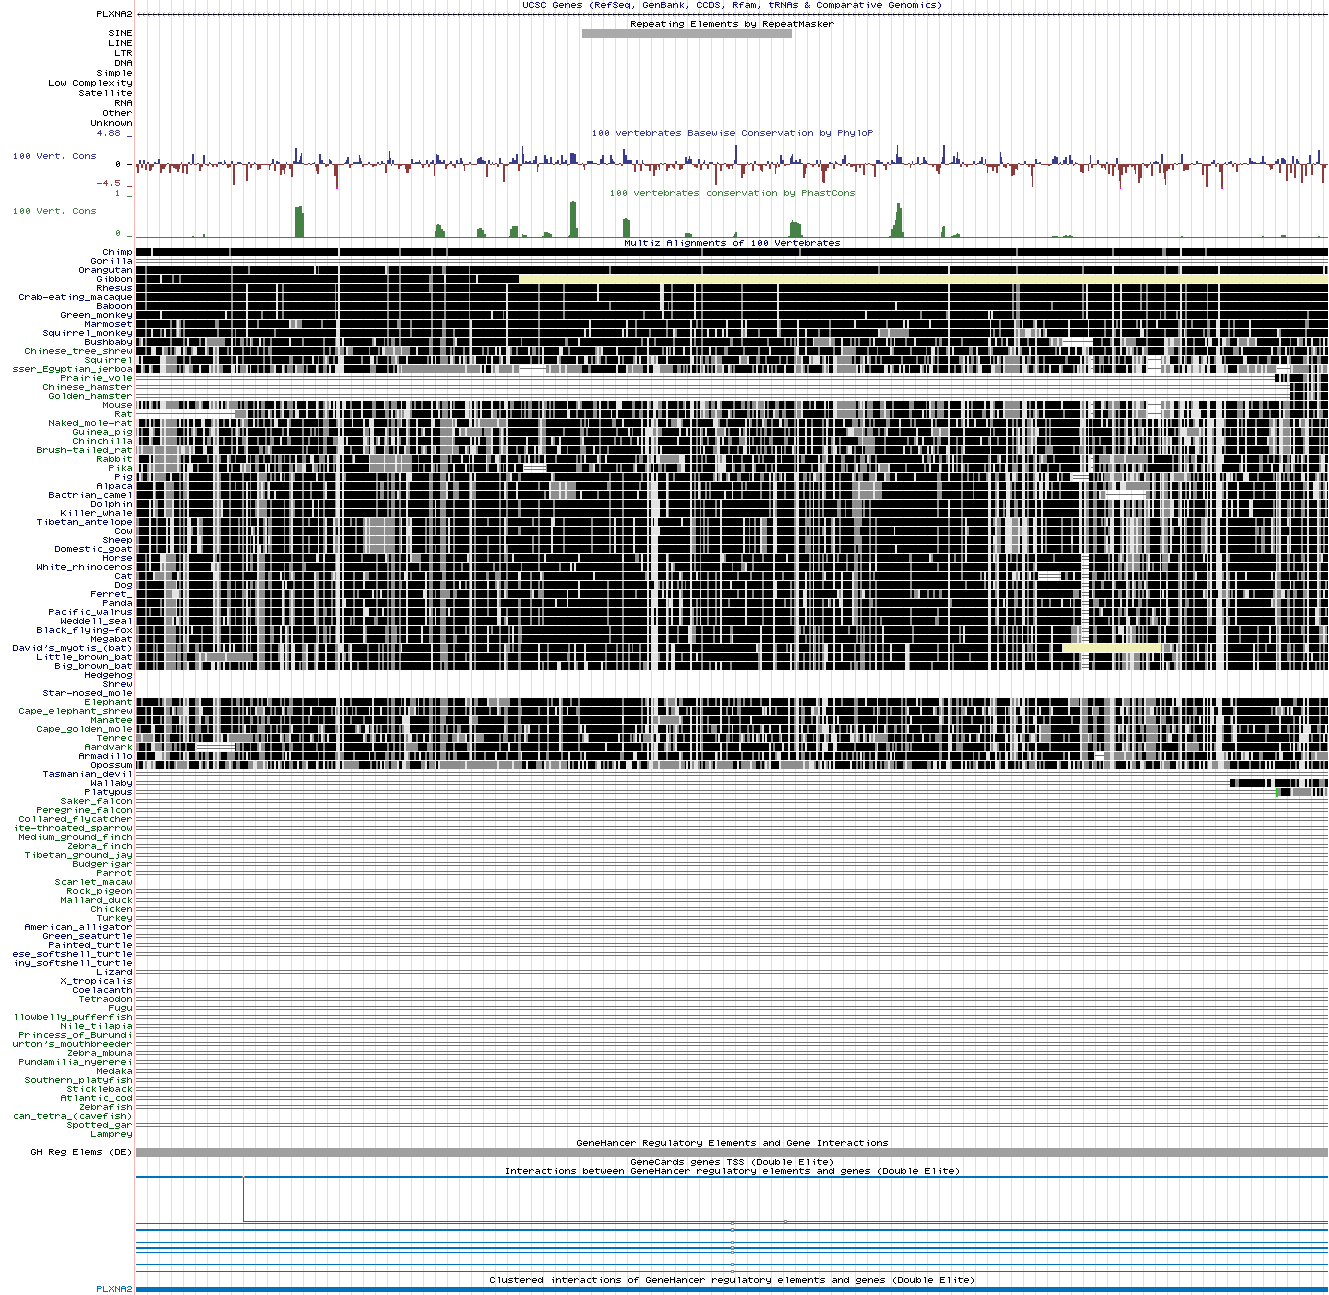 UCSC Genes (RefSeq, GenBank, CCDS, Rfam, tRNAs & Comparative Genomics)
PLXNA2
Repeating Elements by RepeatMasker
SINE
LINE
LTR
DNA
Simple
Low Complexity
Satellite
RNA
Other
Unknown
4.88 _
100 vertebrates Basewise Conservation by PhyloP
100 Vert. Cons
0 _
-4.5 _
100 vertebrates conservation by PhastCons
1 _
100 Vert. Cons
0 _
Multiz Alignments of 100 Vertebrates
Chimp
Gorilla
Orangutan
Gibbon
Rhesus
Crab-eating_macaque
Baboon
Green_monkey
Marmoset
Squirrel_monkey
Bushbaby
Chinese_tree_shrew
Squirrel
sser_Egyptian_jerboa
Prairie_vole
Chinese_hamster
Golden_hamster
Mouse
Rat
Naked_mole-rat
Guinea_pig
Chinchilla
Brush-tailed_rat
Rabbit
Pika
Pig
Alpaca
Bactrian_camel
Dolphin
Killer_whale
Tibetan_antelope
Cow
Sheep
Domestic_goat
Horse
White_rhinoceros
Cat
Dog
Ferret_
Panda
Pacific_walrus
Weddell_seal
Black_flying-fox
Megabat
David's_myotis_(bat)
Little_brown_bat
Big_brown_bat
Hedgehog
Shrew
Star-nosed_mole
Elephant
Cape_elephant_shrew
Manatee
Cape_golden_mole
Tenrec
Aardvark
Armadillo
Opossum
Tasmanian_devil
Wallaby
Platypus
Saker_falcon
Peregrine_falcon
Collared_flycatcher
ite-throated_sparrow
Medium_ground_finch
Zebra_finch
Tibetan_ground_jay
Budgerigar
Parrot
Scarlet_macaw
Rock_pigeon
Mallard_duck
Chicken
Turkey
American_alligator
Green_seaturtle
Painted_turtle
ese_softshell_turtle
iny_softshell_turtle
Lizard
X_tropicalis
Coelacanth
Tetraodon
Fugu
llowbelly_pufferfish
Nile_tilapia
Princess_of_Burundi
urton's_mouthbreeder
Zebra_mbuna
Pundamilia_nyererei
Medaka
Southern_platyfish
Stickleback
Atlantic_cod
Zebrafish
can_tetra_(cavefish)
Spotted_gar
Lamprey
GeneHancer Regulatory Elements and Gene Interactions
GH Reg Elems (DE)
GeneCards genes TSS (Double Elite)
Interactions between GeneHancer regulatory elements and genes (Double Elite)
Clustered interactions of GeneHancer regulatory elements and genes (Double Elite)
PLXNA2